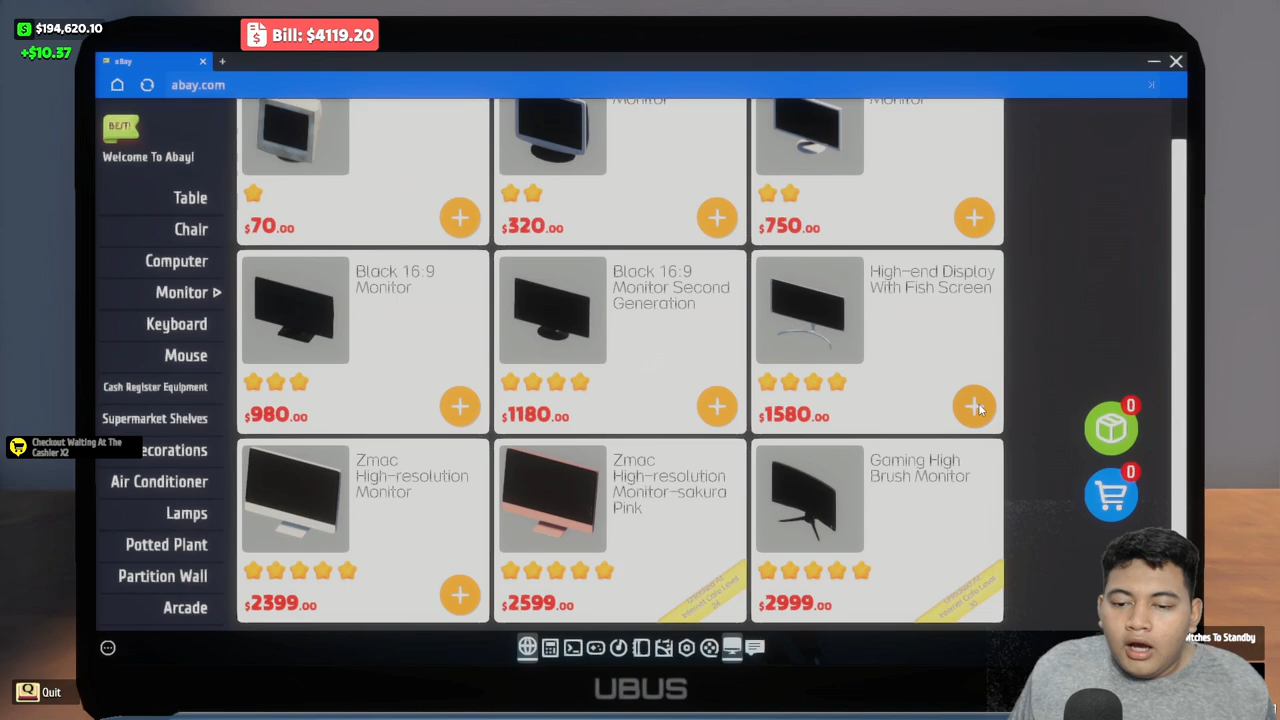 $194,620.10
+$10.37
Bill: $4119.20
abay.com
BEST!
Welcome To Abay!
Table
Chair
Computer
Monitor
Keyboard
Mouse
Cash Register Equipment
Supermarket Shelves
Checkout Waiting At The
Cashier X2
ecorations
Air Conditioner
Lamps
Potted Plant
Partition Wall
Arcade
Monitor
Monitor
$70.00
$320.00
$750.00
Black 16:9
Monitor
$980.00
Black 16:9
Monitor Second
Generation
$1180.00
High-end Display
With Fish Screen
$1580.00
Zmac
High-resolution
Monitor
$2399.00
Zmac
High-resolution
Monitor-sakura
Pink
$2599.00
Gaming High
Brush Monitor
$2999.00
0
0
itches To Standby
UBUS
Q Quit